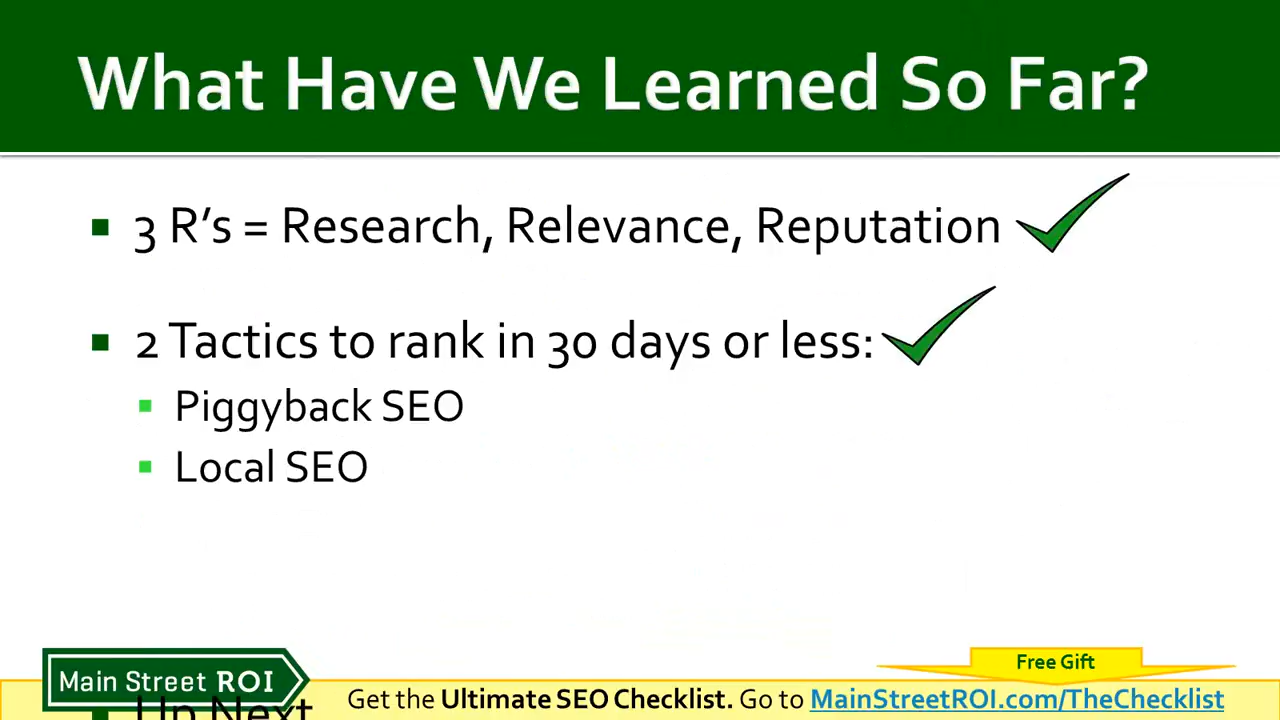 What Have We Learned So Far?
3 R's = Research, Relevance, Reputation
2 Tactics to rank in 30 days or less:
Piggyback SEO
Local SEO
Free Gift
Main Street ROI
Get the Ultimate SEO Checklist. Go to MainStreetROI.com/TheChecklist
Up Next